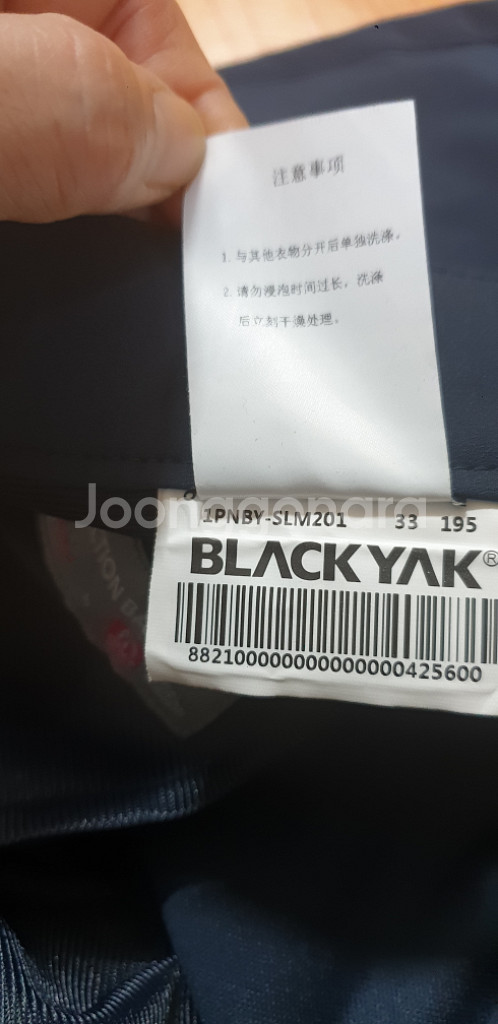 注意事项
1. 与其他衣物分开后单独洗涤。
2. 请勿浸泡时间过长，洗涤
后立刻干燥处理。
Joonggonara
1PNBY-SLM201 33 195
BLACKYAK®
8821000000000000000425600